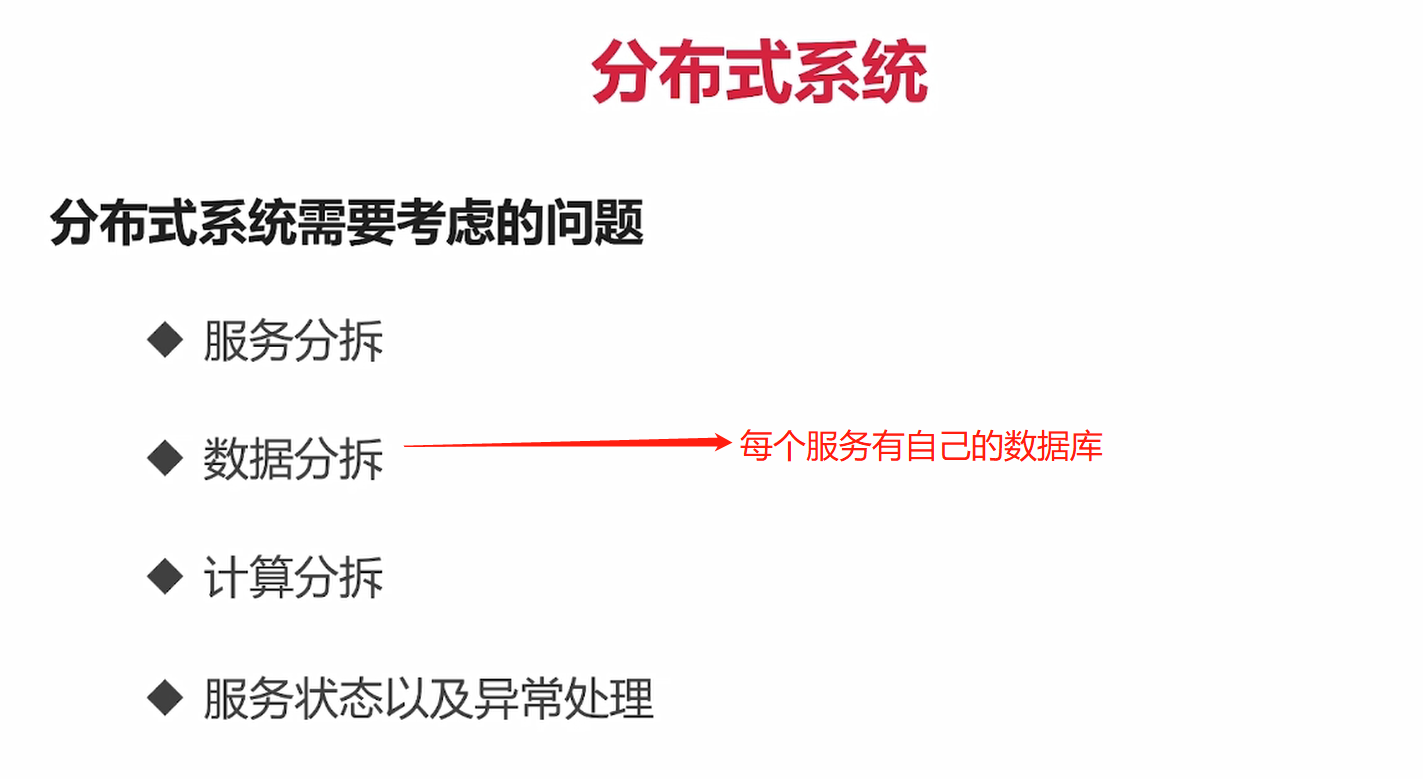 分布式系统
分布式系统需要考虑的问题
服务分拆
数据分拆
每个服务有自己的数据库
计算分拆
服务状态以及异常处理